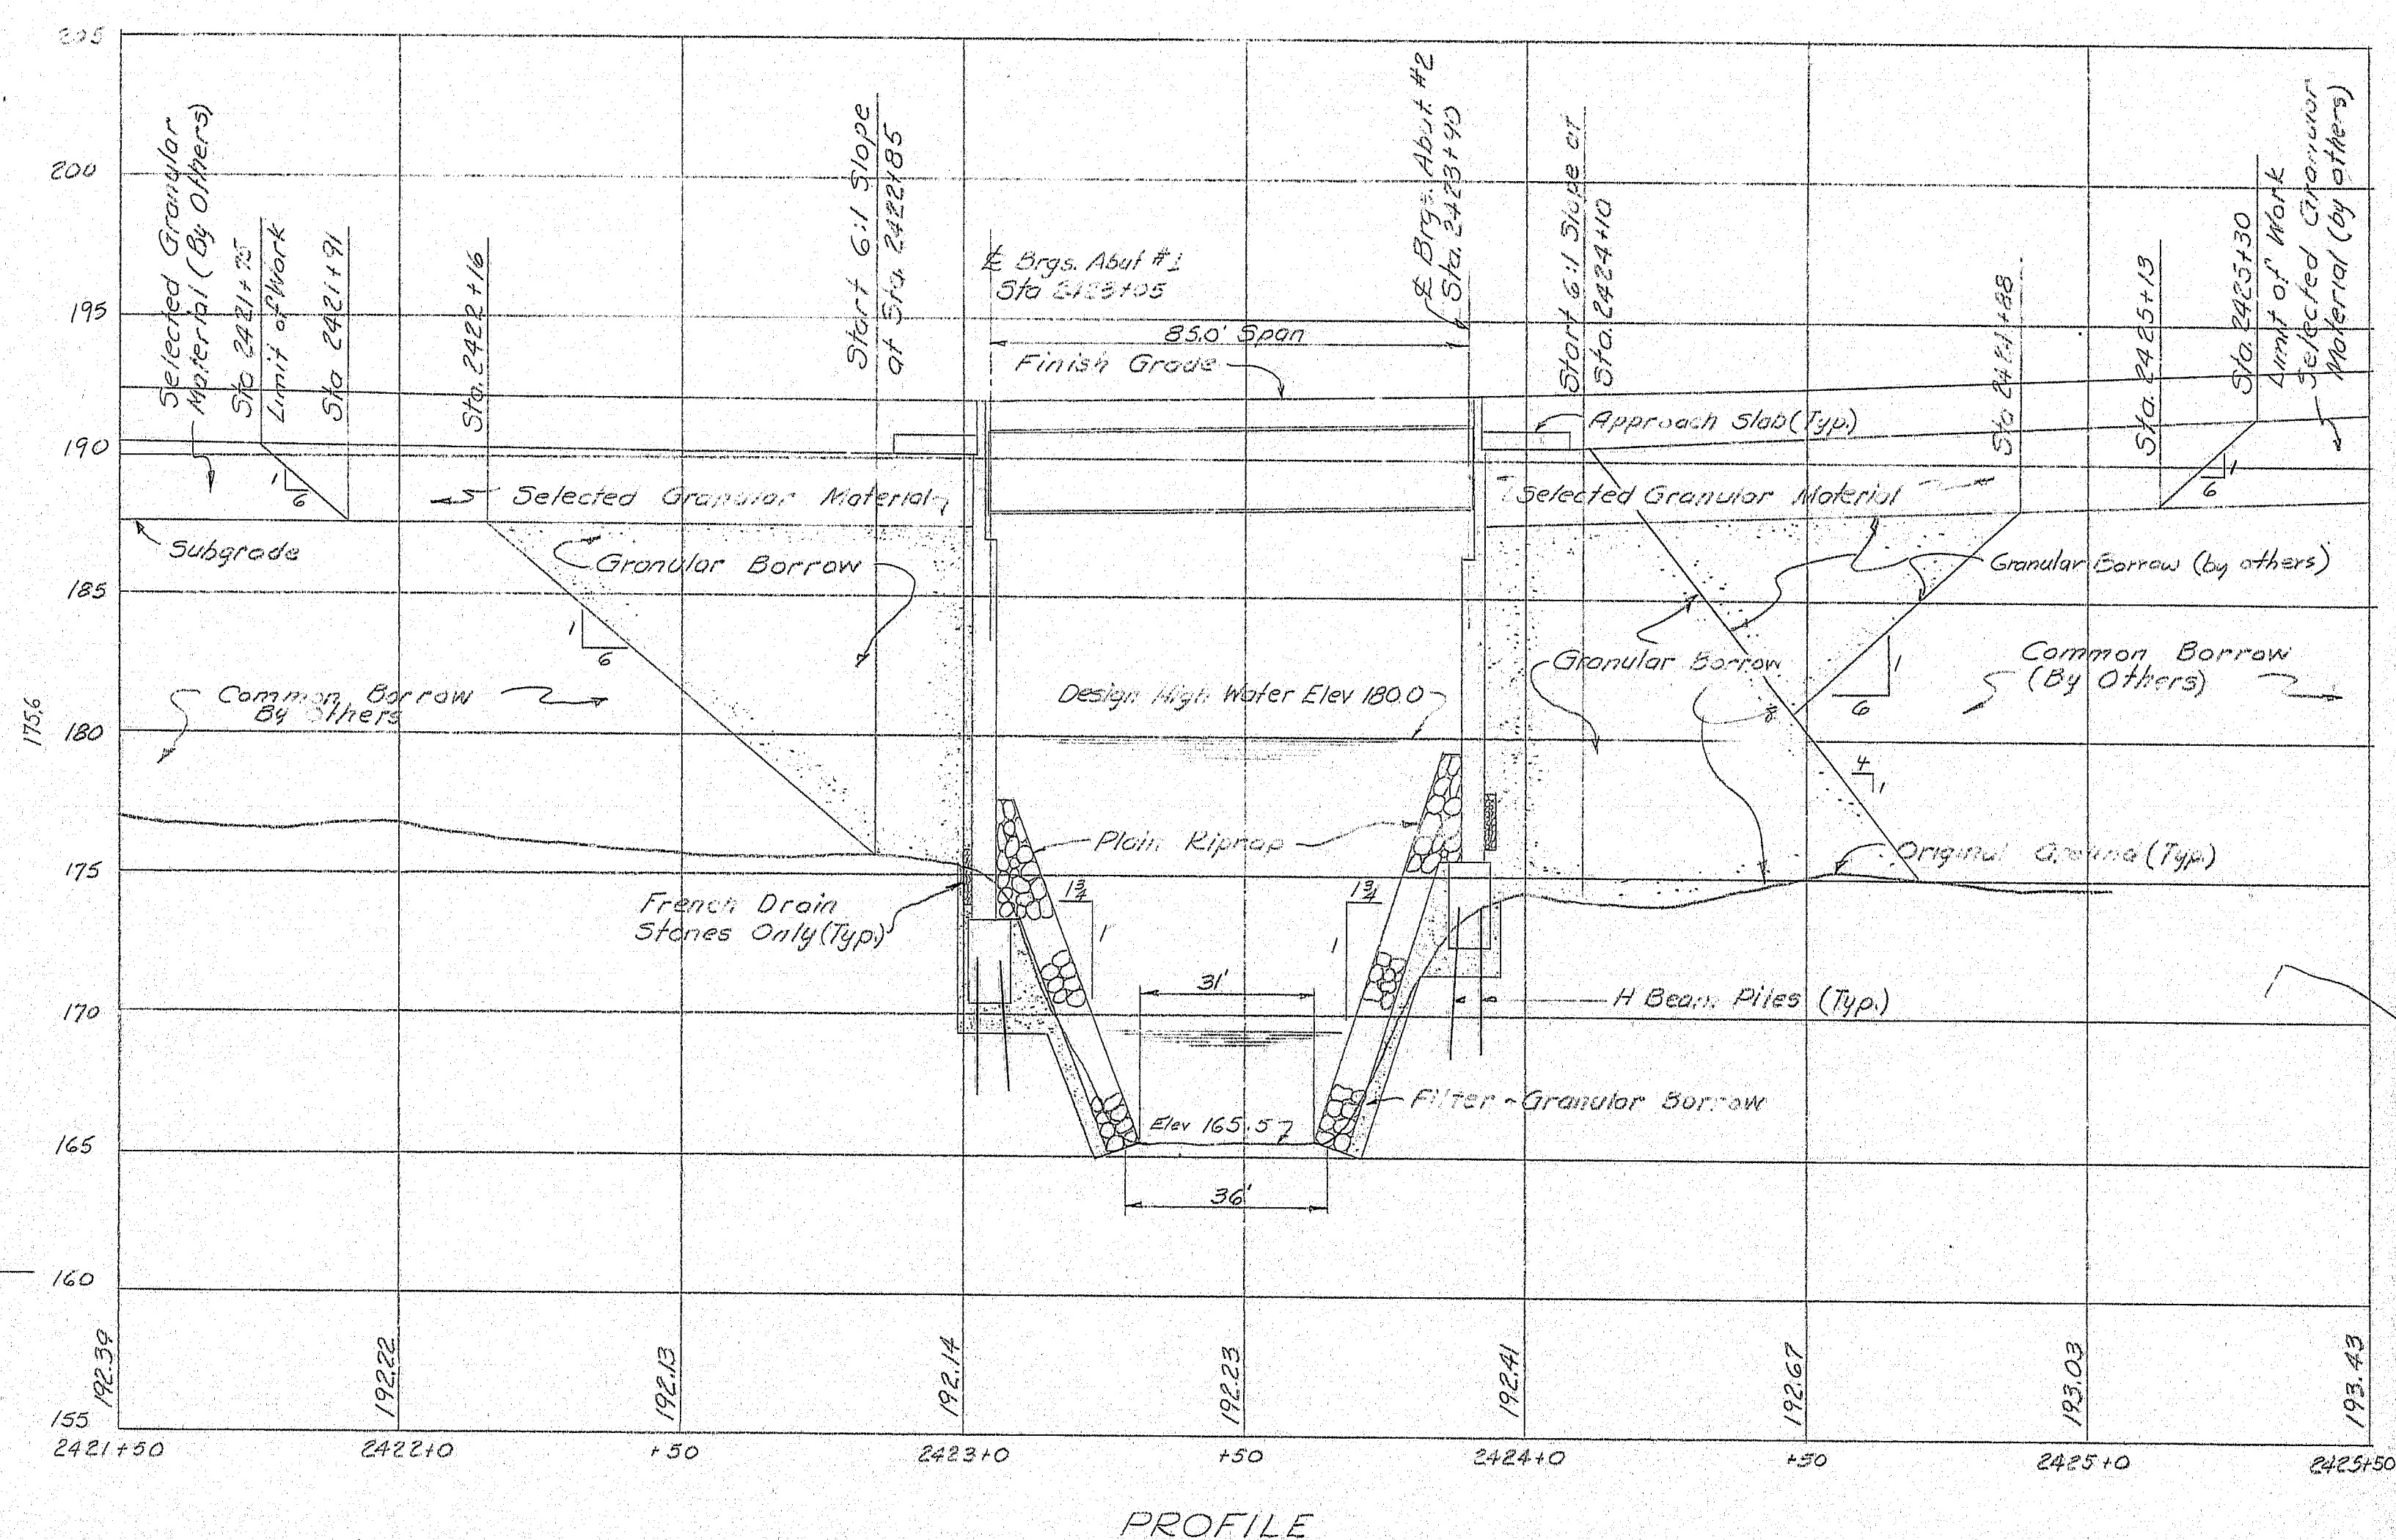 205
200
195
190
185
180
175
170
165
160
155
175.6
Selected Granular
Material (By Others)
Sta 2421+75
Limit of Work
Sta 2421+91
Sta. 2422+16
Start 6:1 Slope
at Sta. 2422+85
℄ Brgs. Abut #1
Sta 2423+05
℄ Brgs. Abut. #2
Sta. 2423+90
85.0' Span
Finish Grade
Start 6:1 Slope at
Sta. 2424+10
Approach Slab (Typ.)
Sta 2424+88
Sta. 2425+13
Sta. 2425+30
Limit of Work
Selected Granular
Material (by others)
1
6
Selected Granular Material
Selected Granular Material
1
6
Subgrade
Granular Borrow
Granular Borrow (by others)
1
6
Common Borrow
By Others
Design High Water Elev 180.0
Granular Borrow
1
6
Common Borrow
(By Others)
4
1
Plain Riprap
Original Ground (Typ.)
French Drain
Stones Only (Typ.)
1¾
1
1¾
1
31'
H Beam Piles (Typ.)
Filter - Granular Borrow
Elev 165.5
36'
192.39
192.22
192.13
192.14
192.23
192.41
192.67
193.03
193.43
2421+50
2422+0
+50
2423+0
+50
2424+0
+50
2425+0
2425+50
PROFILE